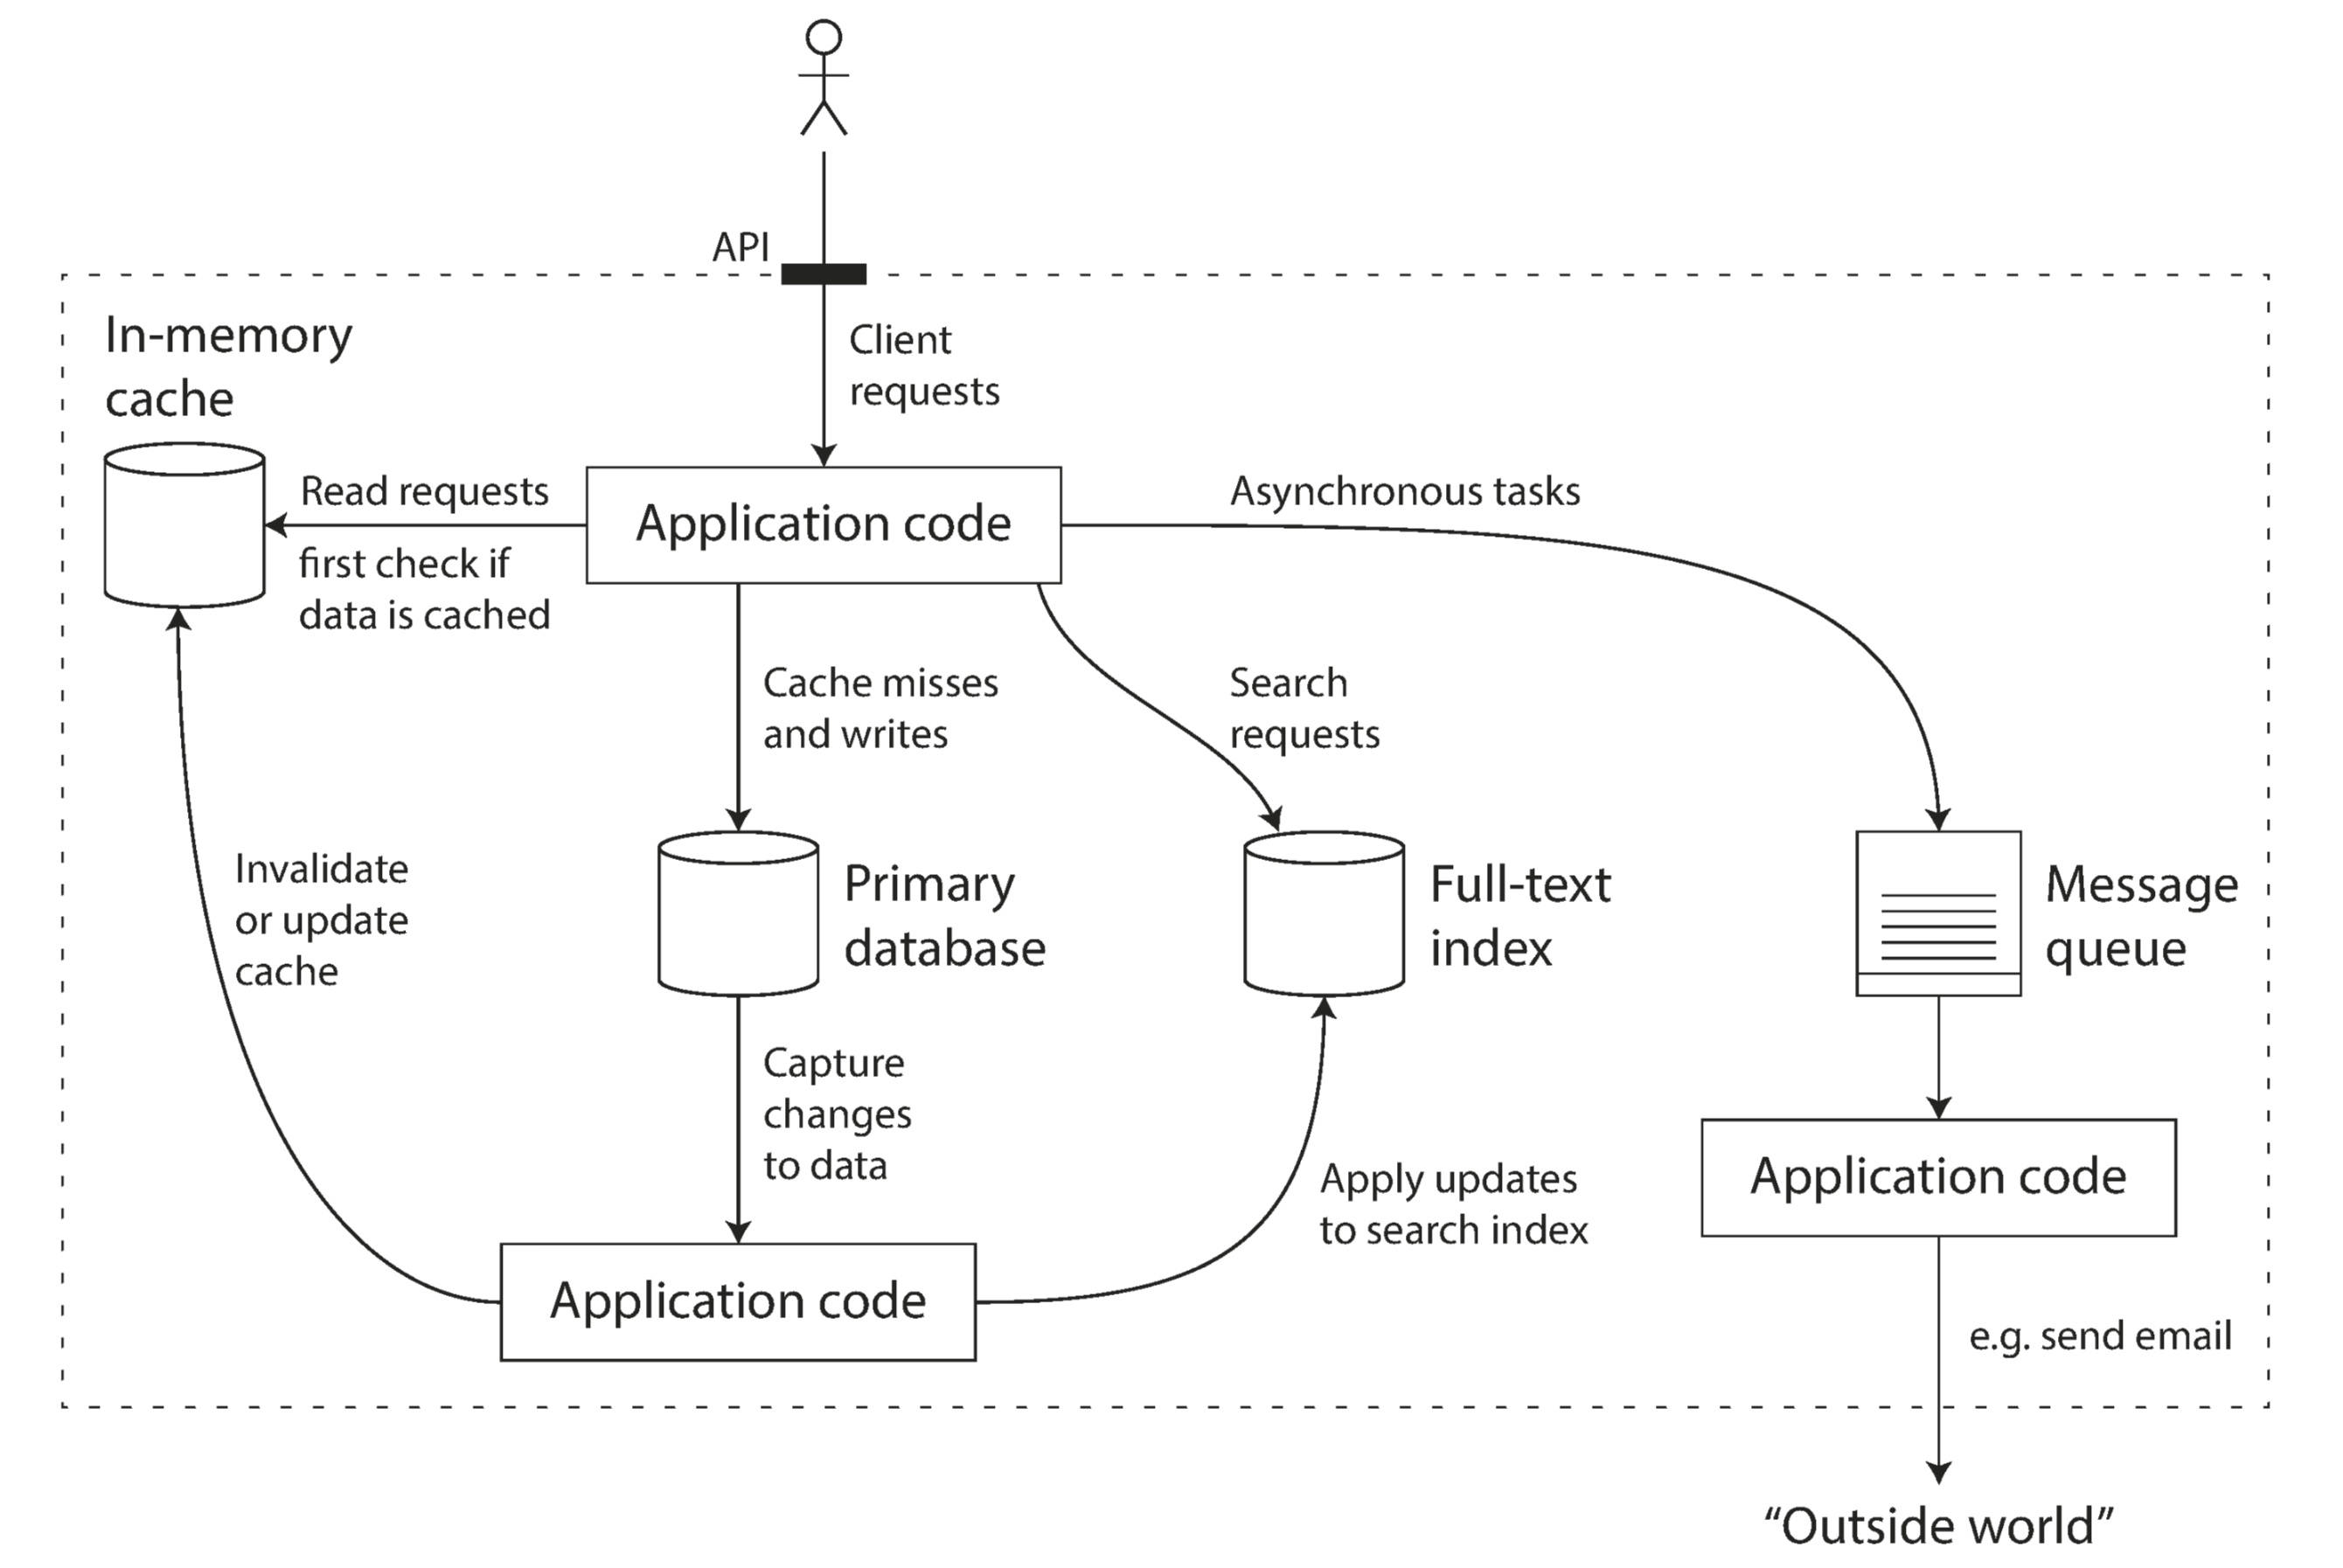 API
Client
requests
In-memory
cache
Read requests
first check if
data is cached
Application code
Asynchronous tasks
Cache misses
and writes
Search
requests
Invalidate
or update
cache
Primary
database
Full-text
index
Message
queue
Capture
changes
to data
Apply updates
to search index
Application code
Application code
e.g. send email
“Outside world”